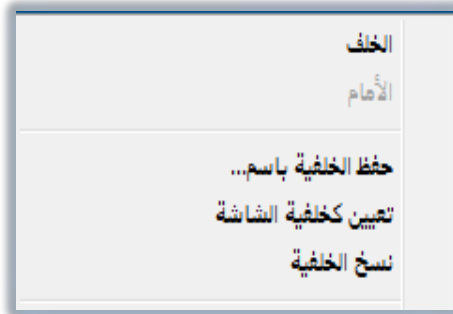 الخلف
الأمام
حفظ الخلفية باسم...
تعيين كخلفية الشاشة
نسخ الخلفية